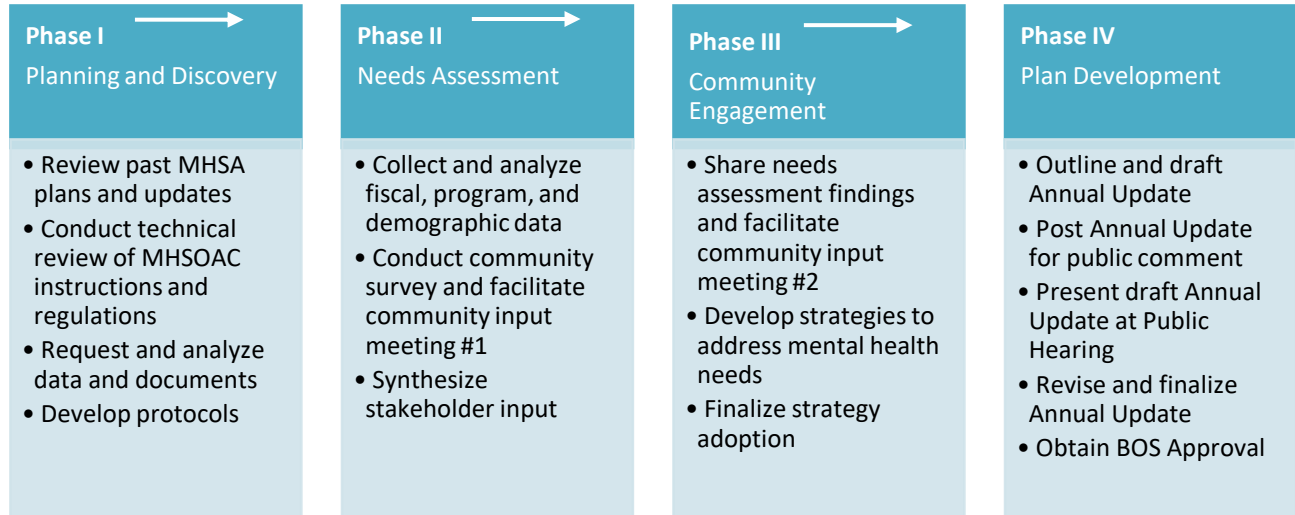 Phase I
Planning and Discovery
• Review past MHSA
plans and updates
• Conduct technical
review of MHSOAC
instructions and
regulations
• Request and analyze
data and documents
• Develop protocols
Phase II
Needs Assessment
• Collect and analyze
fiscal, program, and
demographic data
• Conduct community
survey and facilitate
community input
meeting #1
• Synthesize
stakeholder input
Phase III
Community
Engagement
• Share needs
assessment findings
and facilitate
community input
meeting #2
• Develop strategies to
address mental health
needs
• Finalize strategy
adoption
Phase IV
Plan Development
• Outline and draft
Annual Update
• Post Annual Update
for public comment
• Present draft Annual
Update at Public
Hearing
• Revise and finalize
Annual Update
• Obtain BOS Approval